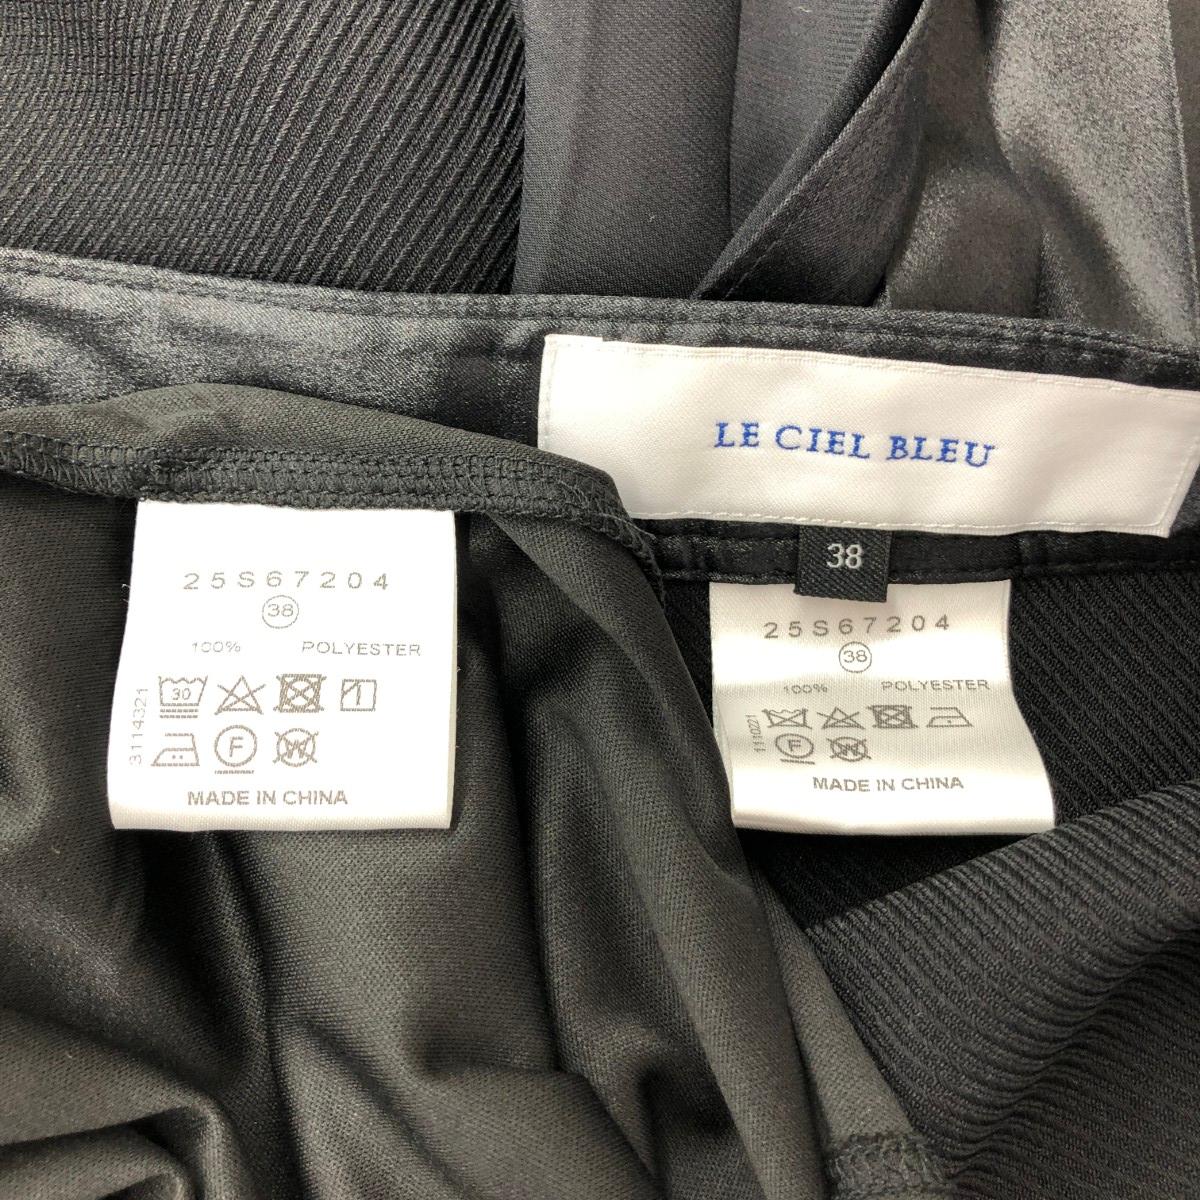 LE CIEL BLEU
38
25S67204
38
100% POLYESTER
30
F
W
3114321
MADE IN CHINA
25S67204
38
100% POLYESTER
F
W
1110221
MADE IN CHINA